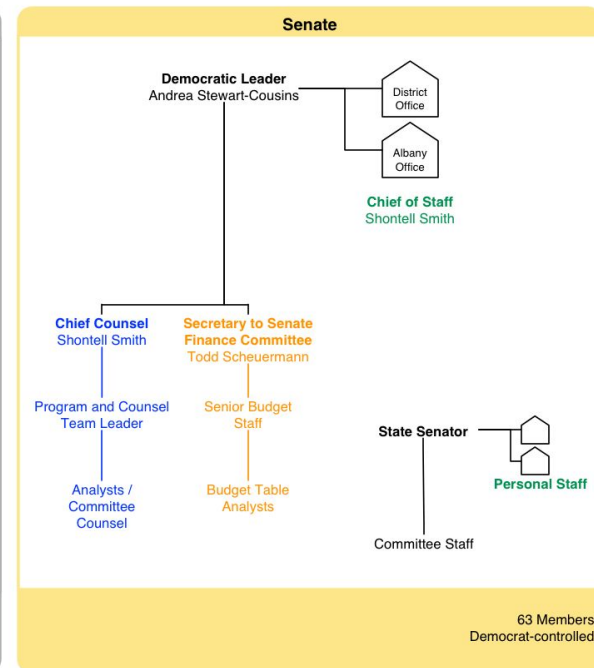 Senate
Democratic Leader
Andrea Stewart-Cousins
District
Office
Albany
Office
Chief of Staff
Shontell Smith
Chief Counsel
Shontell Smith
Secretary to Senate
Finance Committee
Todd Scheuermann
Program and Counsel
Team Leader
Senior Budget
Staff
Analysts /
Committee
Counsel
Budget Table
Analysts
State Senator
Personal Staff
Committee Staff
63 Members
Democrat-controlled